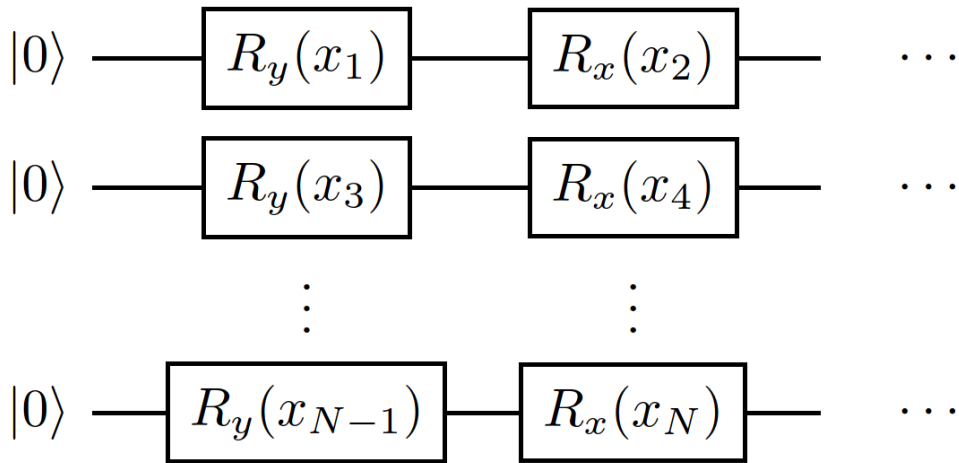 |0⟩ R_y(x_1) R_x(x_2) ⋯
|0⟩ R_y(x_3) R_x(x_4) ⋯
⋮ ⋮
|0⟩ R_y(x_{N−1}) R_x(x_N) ⋯